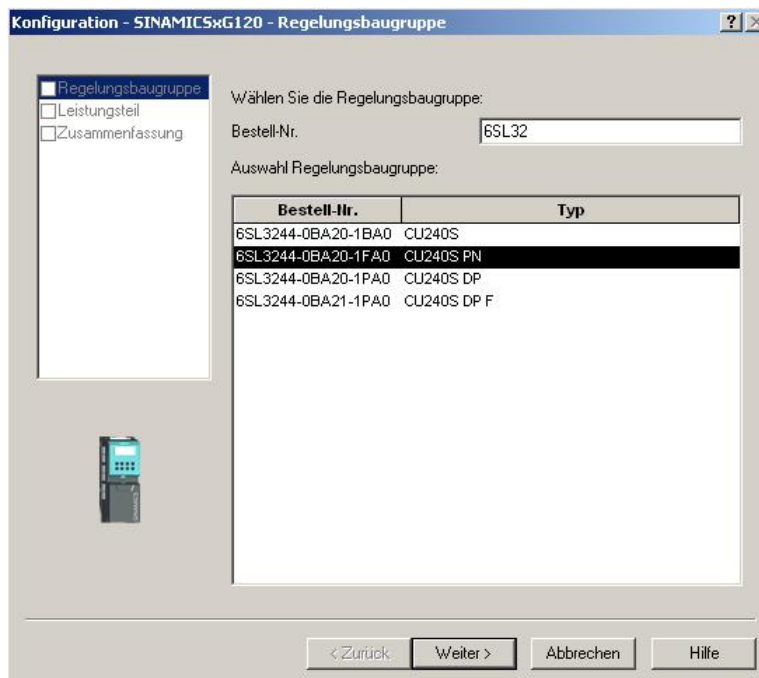 Konfiguration - SINAMICSxG120 - Regelungsbaugruppe
Regelungsbaugruppe
Leistungsteil
Zusammenfassung
Wählen Sie die Regelungsbaugruppe:
Bestell-Nr. 6SL32
Auswahl Regelungsbaugruppe:
Bestell-Nr. Typ
6SL3244-0BA20-1BA0 CU240S
6SL3244-0BA20-1FA0 CU240S PN
6SL3244-0BA20-1PA0 CU240S DP
6SL3244-0BA21-1PA0 CU240S DP F
< Zurück Weiter > Abbrechen Hilfe